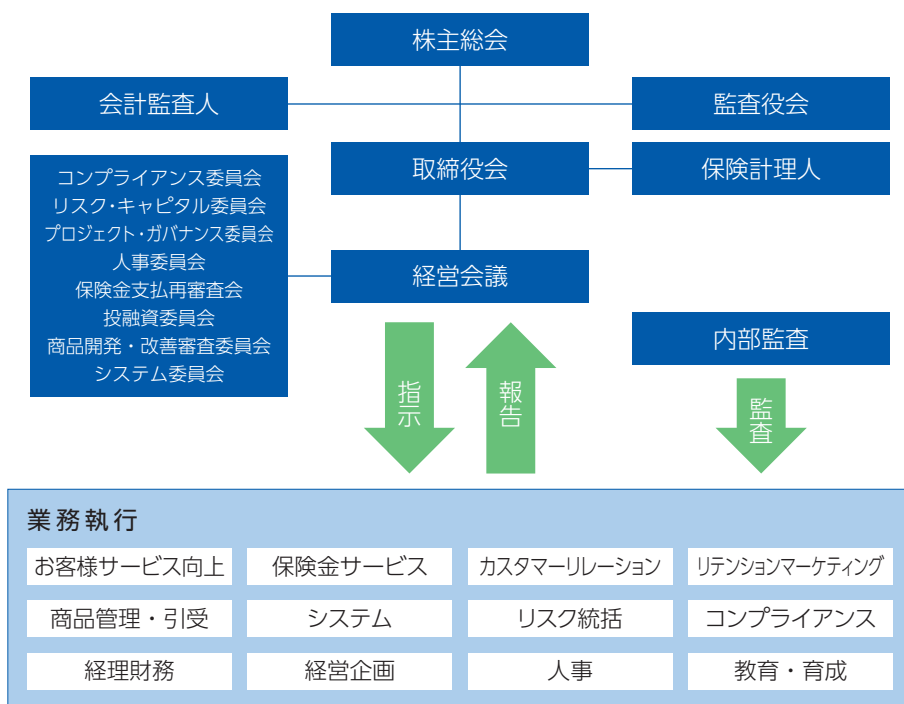 株主総会
会計監査人
監査役会
取締役会
保険計理人
コンプライアンス委員会
リスク・キャピタル委員会
プロジェクト・ガバナンス委員会
人事委員会
保険金支払再審査会
投融資委員会
商品開発・改善審査委員会
システム委員会
経営会議
内部監査
指示
報告
監査
業務執行
お客様サービス向上
保険金サービス
カスタマーリレーション
リテンションマーケティング
商品管理・引受
システム
リスク統括
コンプライアンス
経理財務
経営企画
人事
教育・育成